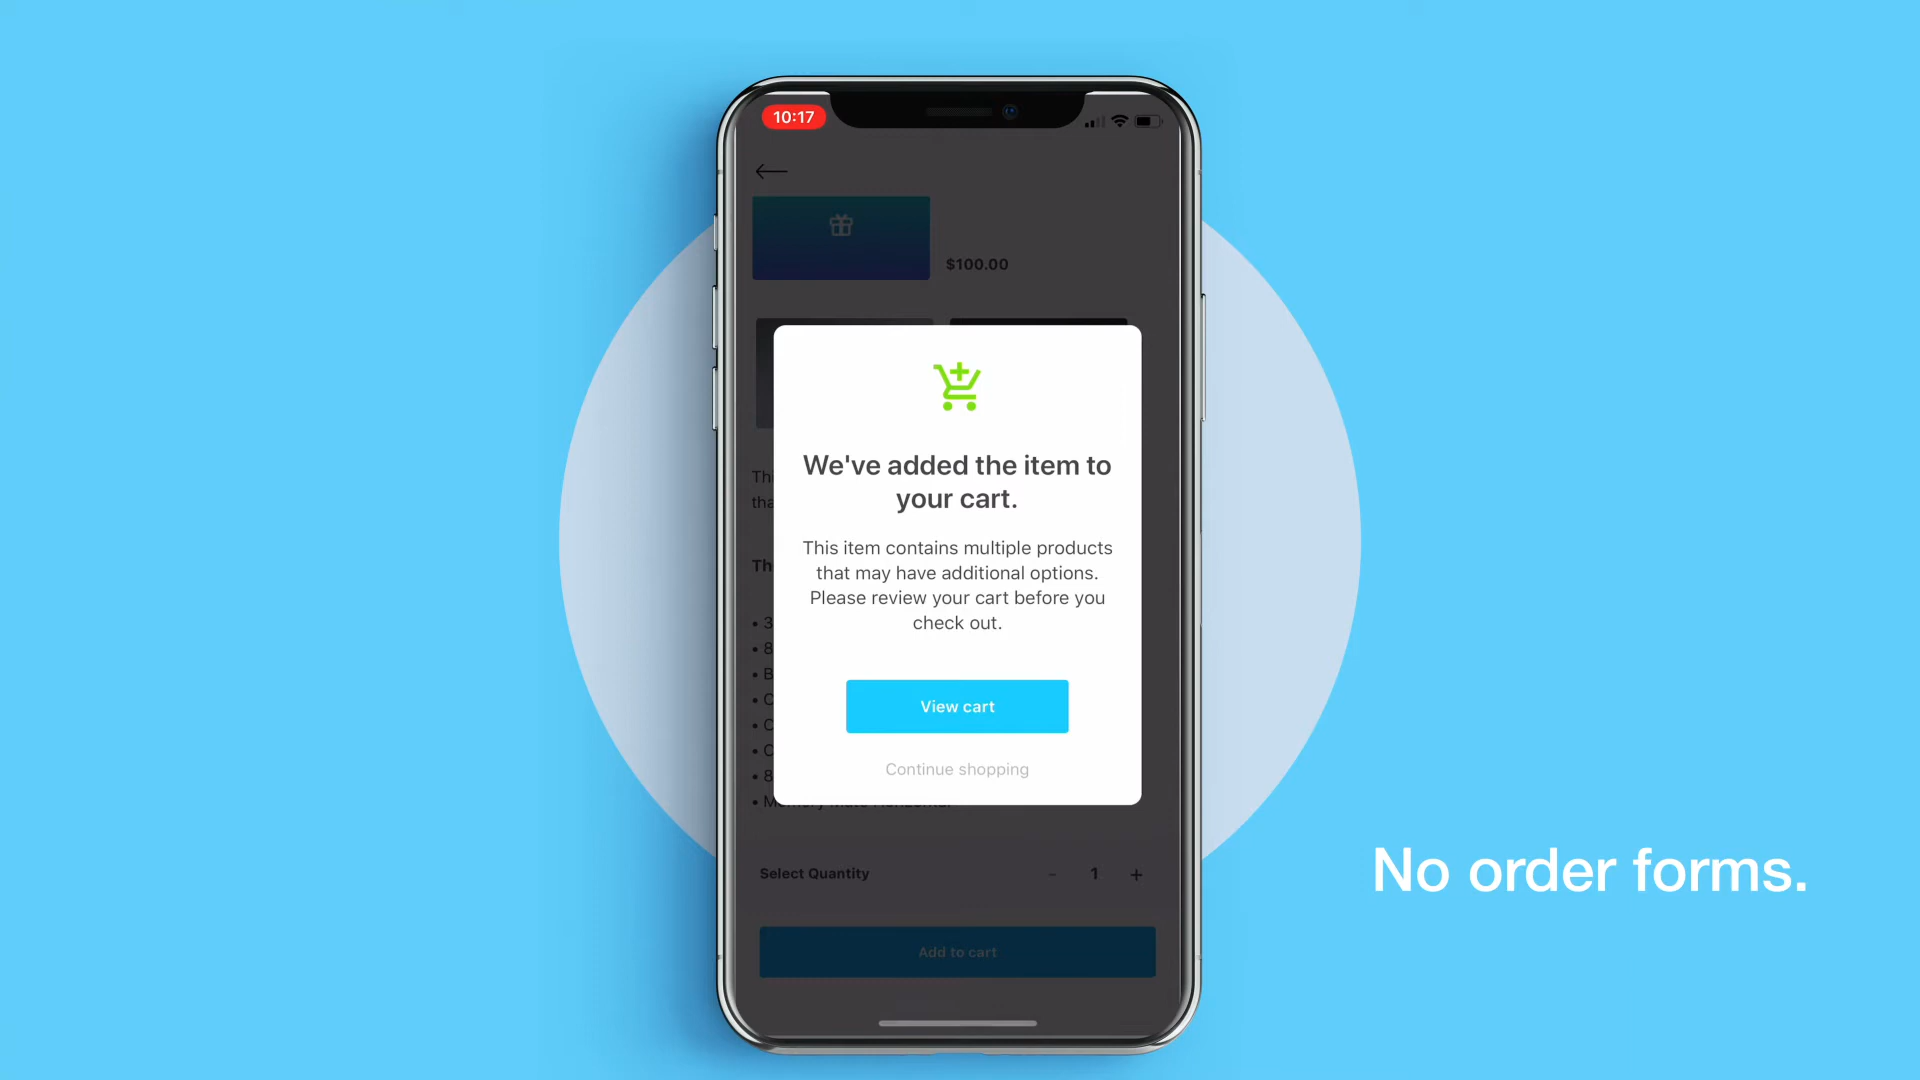 10:17
$100.00
We've added the item to
your cart.
This item contains multiple products
that may have additional options.
Please review your cart before you
check out.
View cart
Continue shopping
Select Quantity
- 1 +
Add to cart
No order forms.